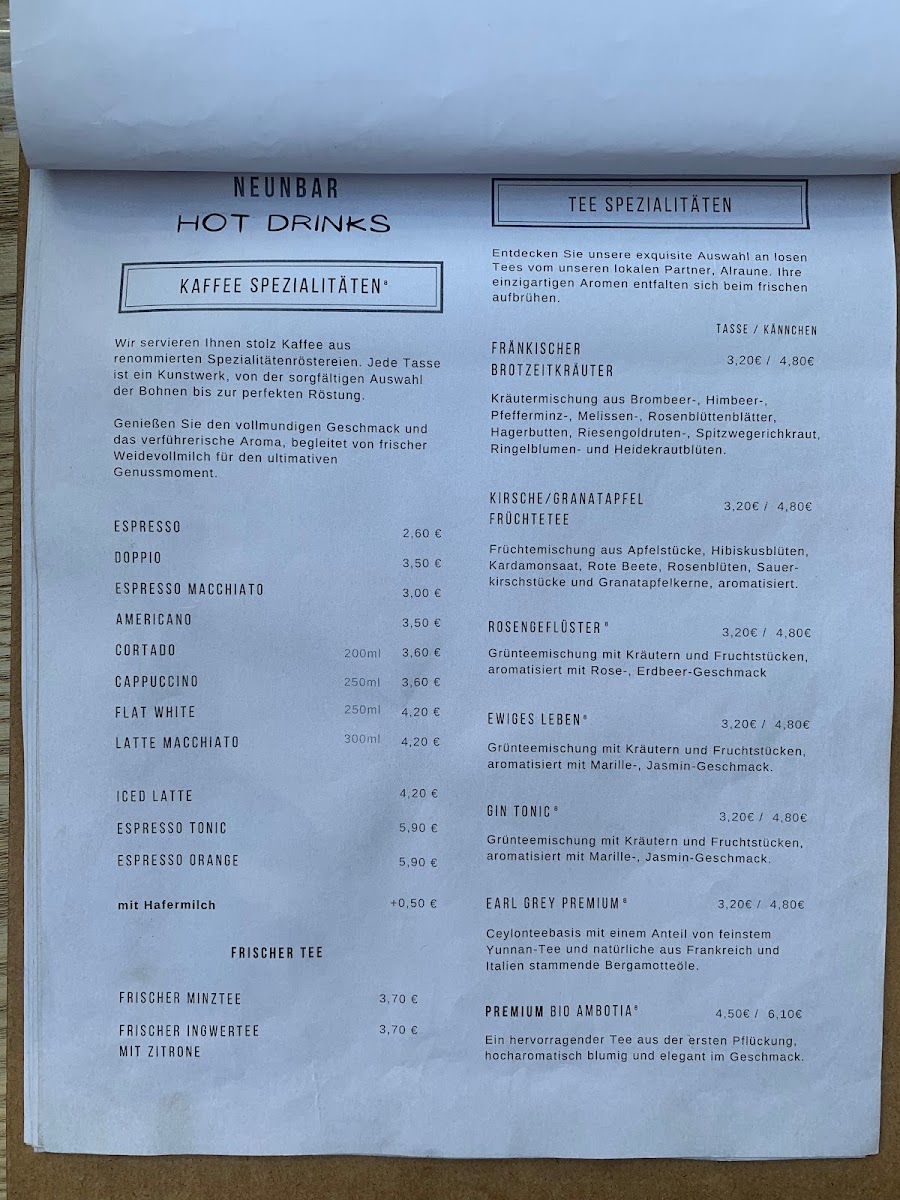 NEUNBAR
HOT DRINKS
KAFFEE SPEZIALITÄTEN⁸
Wir servieren Ihnen stolz Kaffee aus
renommierten Spezialitätenröstereien. Jede Tasse
ist ein Kunstwerk, von der sorgfältigen Auswahl
der Bohnen bis zur perfekten Röstung.
Genießen Sie den vollmundigen Geschmack und
das verführerische Aroma, begleitet von frischer
Weidevollmilch für den ultimativen
Genussmoment.
ESPRESSO 2,60 €
DOPPIO 3,50 €
ESPRESSO MACCHIATO 3,00 €
AMERICANO 3,50 €
CORTADO 200ml 3,60 €
CAPPUCCINO 250ml 3,60 €
FLAT WHITE 250ml 4,20 €
LATTE MACCHIATO 300ml 4,20 €
ICED LATTE 4,20 €
ESPRESSO TONIC 5,90 €
ESPRESSO ORANGE 5,90 €
mit Hafermilch +0,50 €
FRISCHER TEE
FRISCHER MINZTEE 3,70 €
FRISCHER INGWERTEE 3,70 €
MIT ZITRONE
TEE SPEZIALITÄTEN
Entdecken Sie unsere exquisite Auswahl an losen
Tees vom unseren lokalen Partner, Alraune. Ihre
einzigartigen Aromen entfalten sich beim frischen
aufbrühen.
TASSE / KÄNNCHEN
FRÄNKISCHER
BROTZEITKRÄUTER 3,20€ / 4,80€
Kräutermischung aus Brombeer-, Himbeer-,
Pfefferminz-, Melissen-, Rosenblüttenblätter,
Hagerbutten, Riesengoldruten-, Spitzwegerichkraut,
Ringelblumen- und Heidekrautblüten.
KIRSCHE/GRANATAPFEL 3,20€ / 4,80€
FRÜCHTETEE
Früchtemischung aus Apfelstücke, Hibiskusblüten,
Kardamonsaat, Rote Beete, Rosenblüten, Sauer-
kirschstücke und Granatapfelkerne, aromatisiert.
ROSENGEFLÜSTER⁸ 3,20€ / 4,80€
Grünteemischung mit Kräutern und Fruchtstücken,
aromatisiert mit Rose-, Erdbeer-Geschmack
EWIGES LEBEN⁸ 3,20€ / 4,80€
Grünteemischung mit Kräutern und Fruchtstücken,
aromatisiert mit Marille-, Jasmin-Geschmack.
GIN TONIC⁸ 3,20€ / 4,80€
Grünteemischung mit Kräutern und Fruchtstücken,
aromatisiert mit Marille-, Jasmin-Geschmack.
EARL GREY PREMIUM⁸ 3,20€ / 4,80€
Ceylonteebasis mit einem Anteil von feinstem
Yunnan-Tee und natürliche aus Frankreich und
Italien stammende Bergamotteöle.
PREMIUM BIO AMBOTIA⁸ 4,50€ / 6,10€
Ein hervorragender Tee aus der ersten Pflückung,
hocharomatisch blumig und elegant im Geschmack.